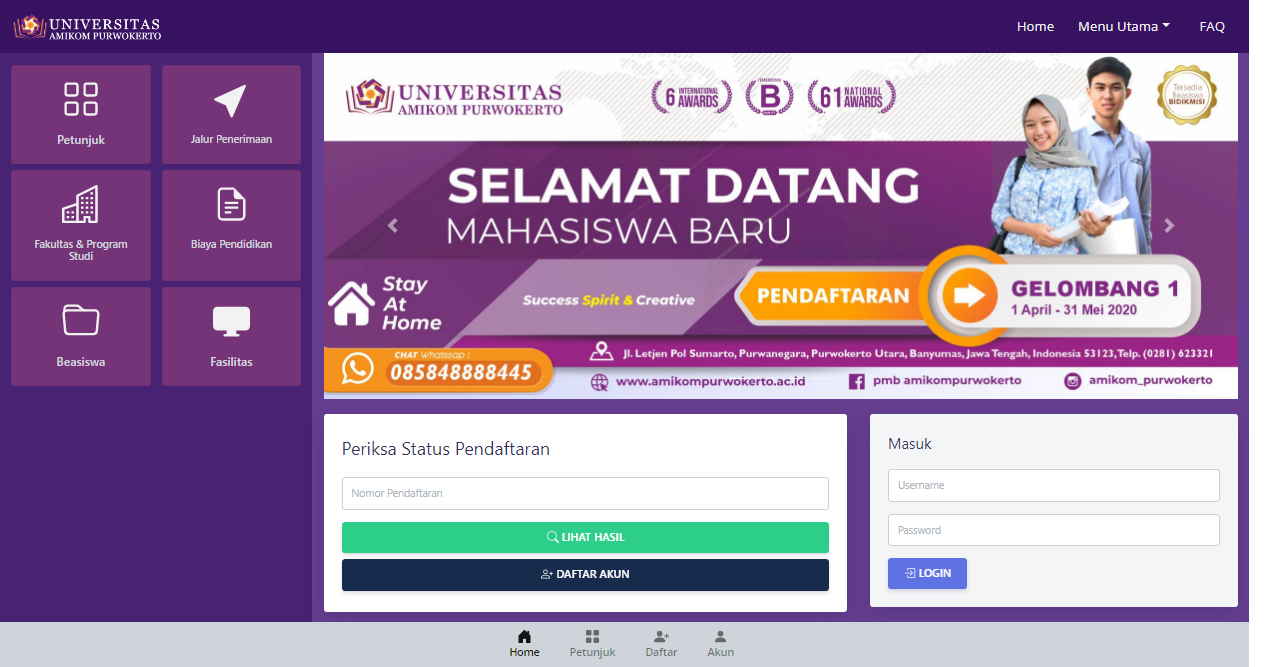 UNIVERSITAS
AMIKOM PURWOKERTO
Home Menu Utama FAQ
Petunjuk
Jalur Penerimaan
Fakultas & Program
Studi
Biaya Pendidikan
Beasiswa
Fasilitas
UNIVERSITAS
AMIKOM PURWOKERTO
6 INTERNATIONAL
AWARDS
B
61 NATIONAL
AWARDS
Tersedia
Beasiswa
BIDIKMISI
SELAMAT DATANG
MAHASISWA BARU
Stay
At
Home
Success Spirit & Creative
PENDAFTARAN
GELOMBANG 1
1 April - 31 Mei 2020
CHAT Whatssap :
085848888445
Jl. Letjen Pol Sumarto, Purwanegara, Purwokerto Utara, Banyumas, Jawa Tengah, Indonesia 53123, Telp. (0281) 623321
www.amikompurwokerto.ac.id pmb amikompurwokerto amikom_purwokerto
Periksa Status Pendaftaran
Nomor Pendaftaran
LIHAT HASIL
DAFTAR AKUN
Masuk
Username
Password
LOGIN
Home Petunjuk Daftar Akun